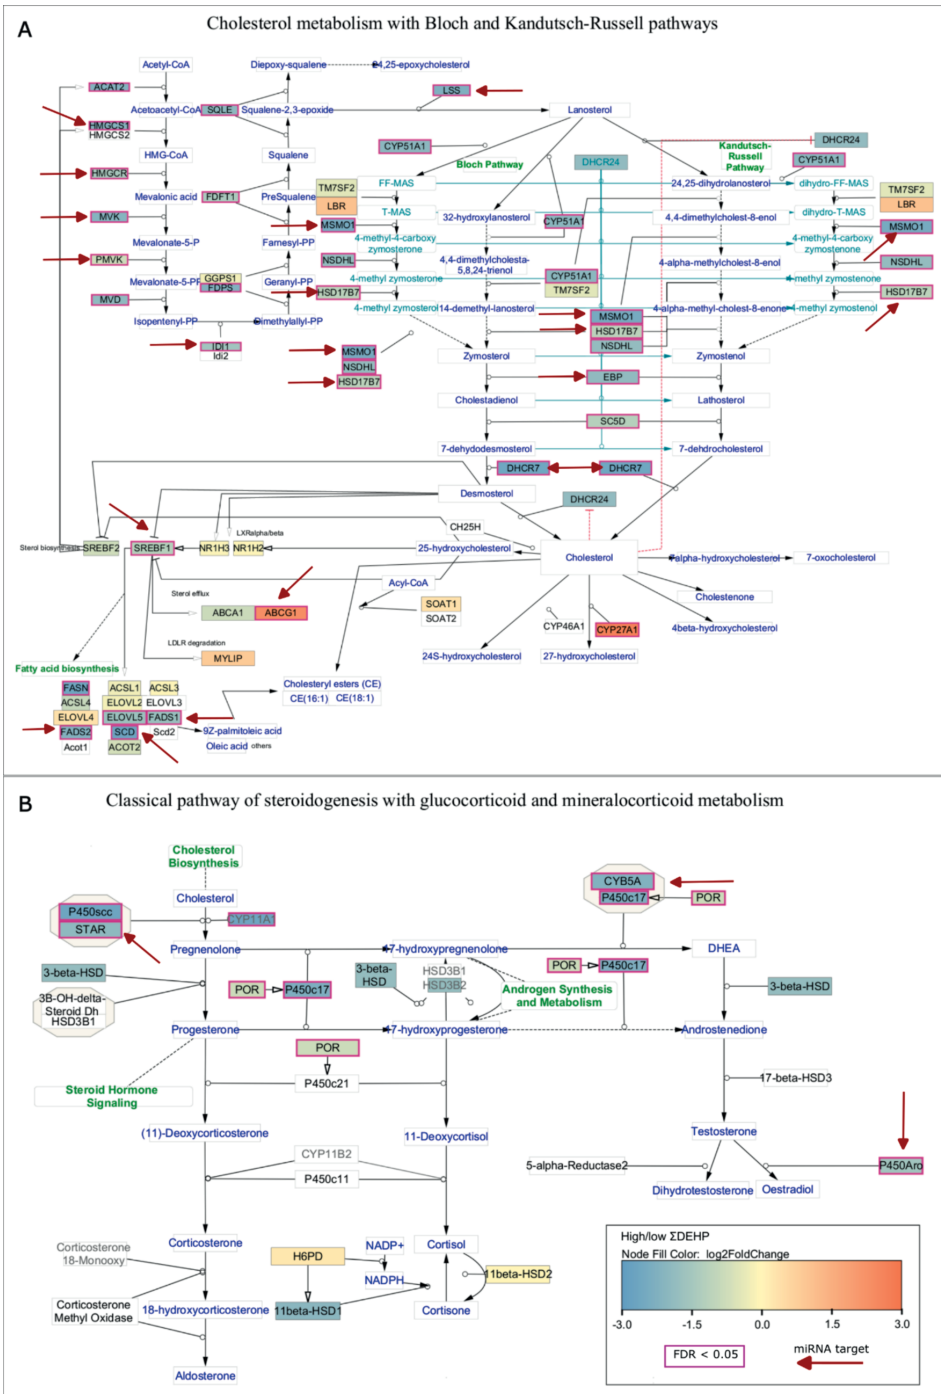 A
Cholesterol metabolism with Bloch and Kandutsch-Russell pathways
Acetyl-CoA
Diepoxy-squalene
24,25-epoxycholesterol
ACAT2
LSS
Acetoacetyl-CoA
SQLE
Squalene-2,3-epoxide
Lanosterol
HMGCS1
HMGCS2
CYP51A1
Bloch Pathway
DHCR24
Kandutsch-
Russell
Pathway
DHCR24
CYP51A1
HMG-CoA
Squalene
HMGCR
FF-MAS
24,25-dihydrolanosterol
dihydro-FF-MAS
Mevalonic acid
FDFT1
PreSqualene
TM7SF2
LBR
TM7SF2
LBR
MVK
MSMO1
T-MAS
32-hydroxylanosterol
CYP51A1
4,4-dimethylcholest-8-enol
dihydro-T-MAS
MSMO1
Mevalonate-5-P
Farnesyl-PP
4-methyl-4-carboxy
zymosterone
4-methyl-4-carboxy
zymostenone
PMVK
NSDHL
4,4-dimethylcholesta-
5,8,24-trienol
4-alpha-methylcholest-8-enol
NSDHL
Mevalonate-5-PP
GGPS1
FDPS
Geranyl-PP
4-methyl zymosterone
CYP51A1
TM7SF2
4-methyl zymostenone
MVD
HSD17B7
HSD17B7
Isopentenyl-PP
Dimethylallyl-PP
4-methyl zymosterol
14-demethyl-lanosterol
4-alpha-methyl-cholest-8-enone
4-methyl zymostenol
MSMO1
HSD17B7
NSDHL
IDI1
Idi2
MSMO1
NSDHL
HSD17B7
Zymosterol
Zymostenol
EBP
Cholestadienol
Lathosterol
SC5D
7-dehydodesmosterol
7-dehdrocholesterol
DHCR7
DHCR7
Desmosterol
DHCR24
LXRalpha/beta
CH25H
Sterol biosynthesis
SREBF2
SREBF1
NR1H3
NR1H2
25-hydroxycholesterol
Cholesterol
7alpha-hydroxycholesterol
7-oxocholesterol
Acyl-CoA
Sterol efflux
Cholestenone
ABCA1
ABCG1
SOAT1
SOAT2
CYP46A1
CYP27A1
4beta-hydroxycholesterol
LDLR degradation
MYLIP
24S-hydroxycholesterol
27-hydroxycholesterol
Fatty acid biosynthesis
Cholesteryl esters (CE)
CE(16:1)
CE(18:1)
FASN
ACSL1
ACSL3
ACSL4
ELOVL2
ELOVL3
ELOVL4
ELOVL5
FADS1
FADS2
SCD
Scd2
9Z-palmitoleic acid
Acot1
ACOT2
Oleic acid
others
B
Classical pathway of steroidogenesis with glucocorticoid and mineralocorticoid metabolism
Cholesterol
Biosynthesis
Cholesterol
CYB5A
P450c17
POR
P450scc
STAR
CYP11A1
Pregnenolone
17-hydroxypregnenolone
DHEA
3-beta-HSD
3-beta-
HSD
HSD3B1
HSD3B2
POR
P450c17
3-beta-HSD
POR
P450c17
Androgen Synthesis
and Metabolism
3B-OH-delta-
Steroid Dh
HSD3B1
Progesterone
17-hydroxyprogesterone
Androstenedione
POR
P450c21
17-beta-HSD3
Steroid Hormone
Signaling
(11)-Deoxycorticosterone
11-Deoxycortisol
Testosterone
CYP11B2
P450c11
5-alpha-Reductase2
P450Aro
Dihydrotestosterone
Oestradiol
Corticosterone
Corticosterone
18-Monooxy
H6PD
NADP+
NADPH
Cortisol
11beta-HSD2
Corticosterone
Methyl Oxidase
18-hydroxycorticosterone
11beta-HSD1
Cortisone
Aldosterone
High/low ΣDEHP
Node Fill Color: log2FoldChange
-3.0
-1.5
0.0
1.5
3.0
FDR < 0.05
miRNA target